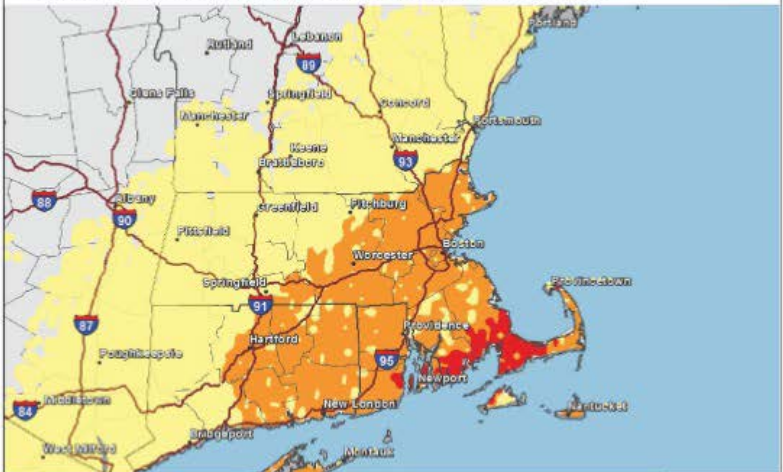 Portland
Lebanon
Rutland
89
Glens Falls
Springfield
Concord
Manchester
Portsmouth
Manchester
Keene
93
Brattleboro
88
Albany
90
Greenfield
Fitchburg
Pittsfield
Boston
Worcester
Springfield
Provincetown
91
87
Providence
Hartford
Poughkeepsie
95
Newport
84
Middletown
New London
Nantucket
Bridgeport
West Milford
Montauk